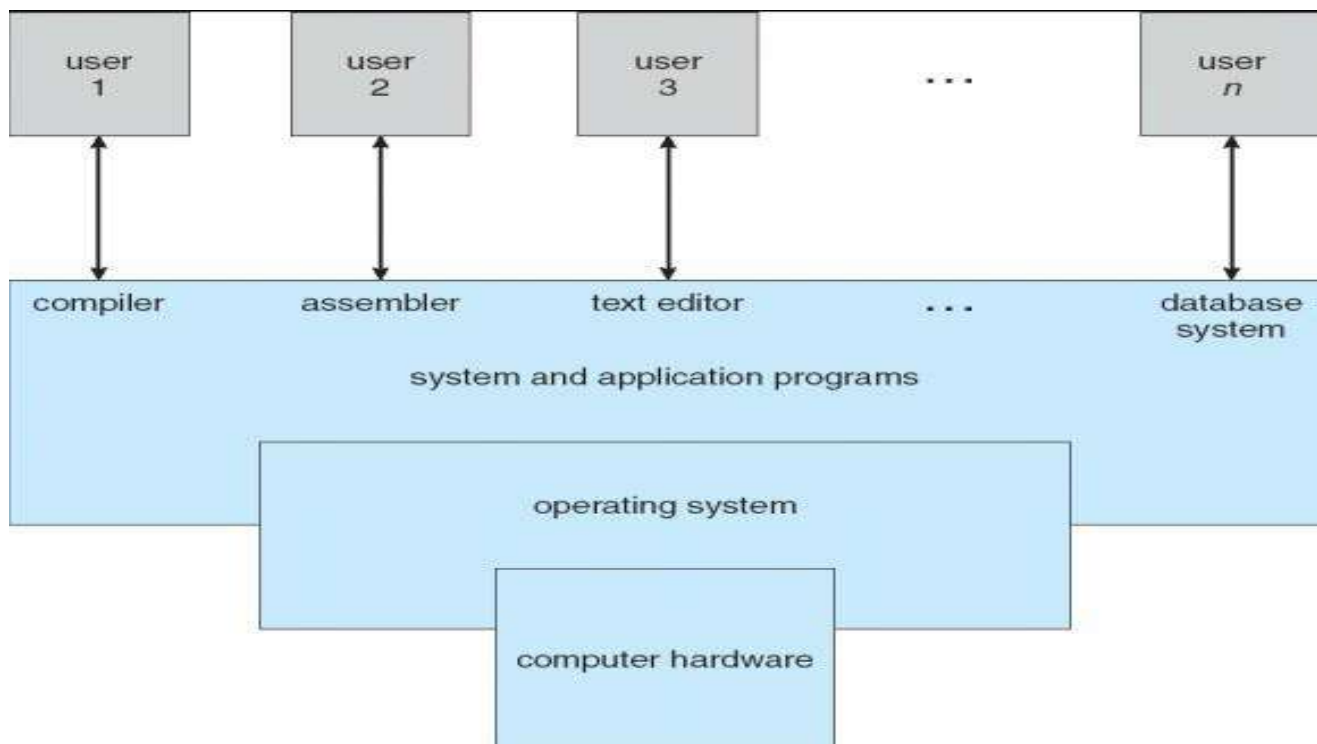 user
1
user
2
user
3
...
user
n
compiler
assembler
text editor
...
database
system
system and application programs
operating system
computer hardware